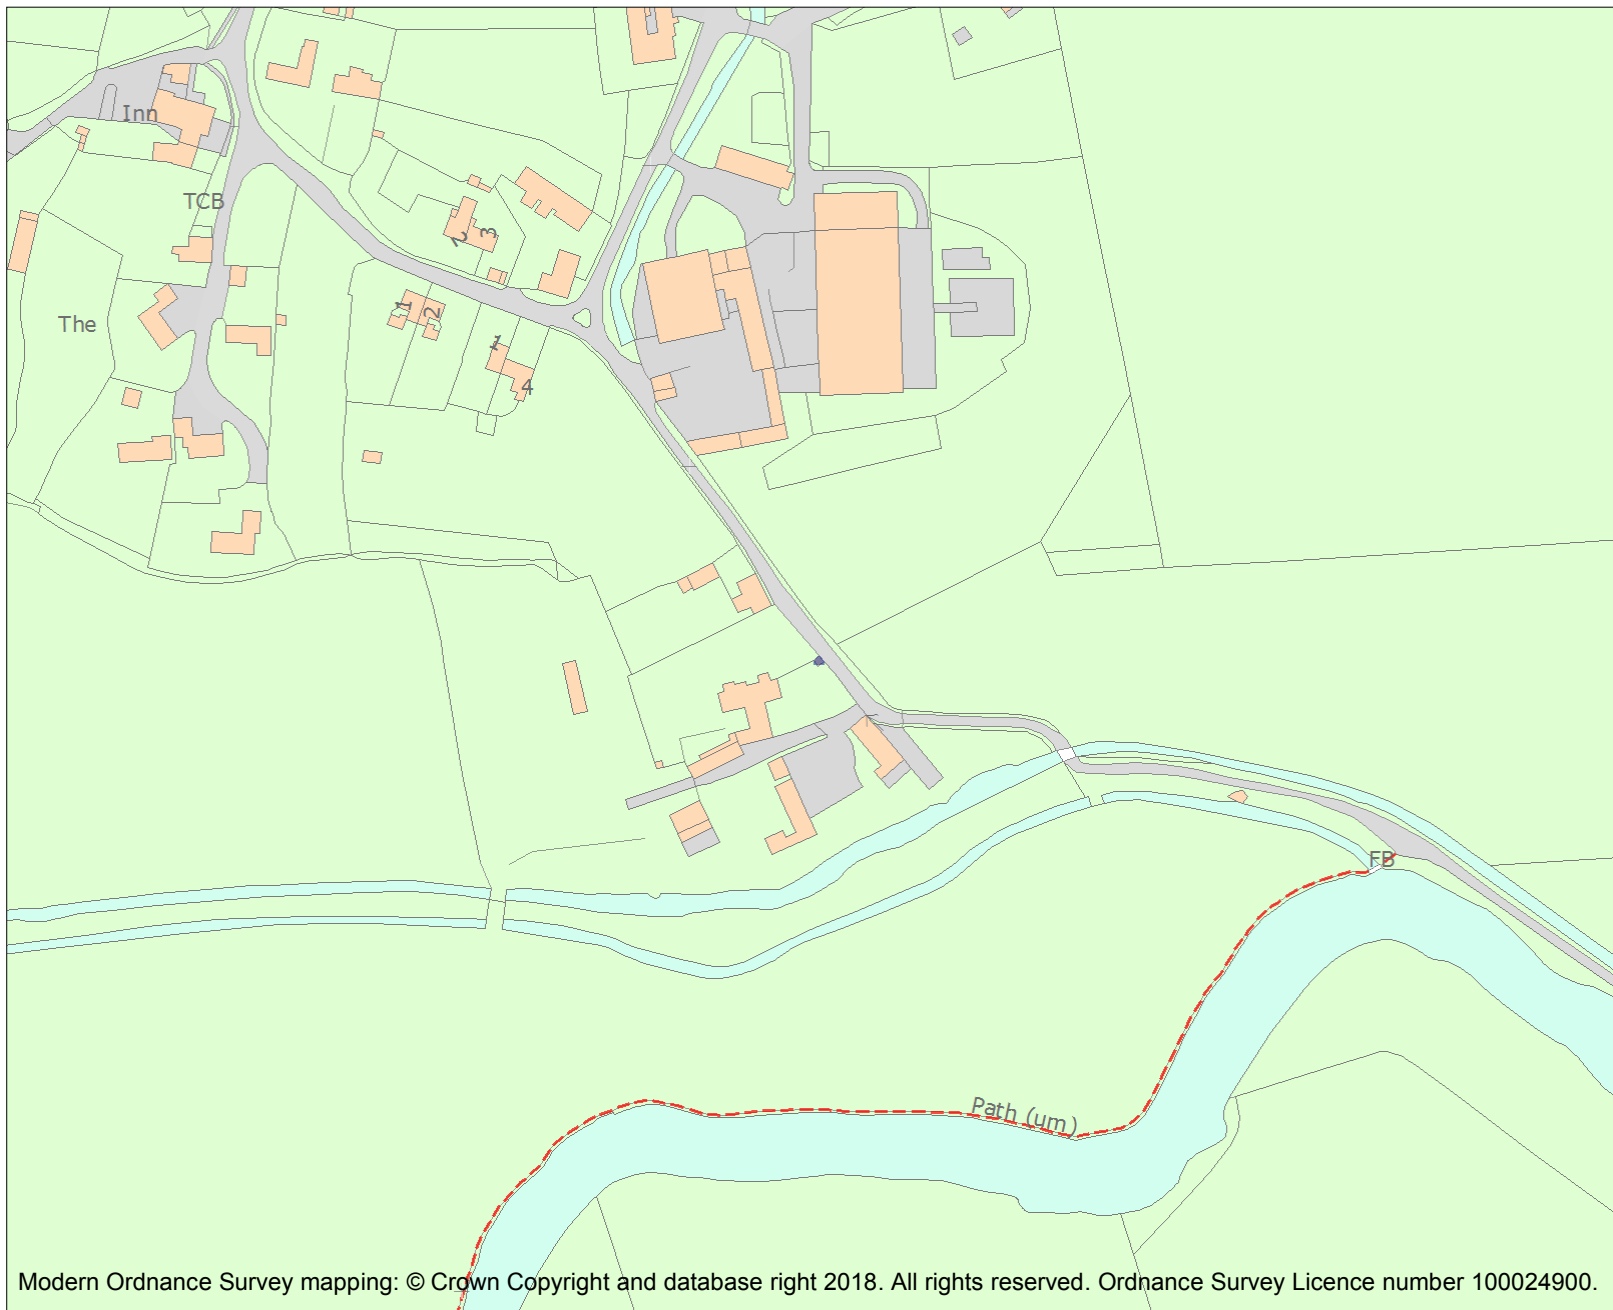 Inn
TCB
2
3
The
1
2
1
4
FB
Path (um)
Modern Ordnance Survey mapping: © Crown Copyright and database right 2018. All rights reserved. Ordnance Survey Licence number 100024900.